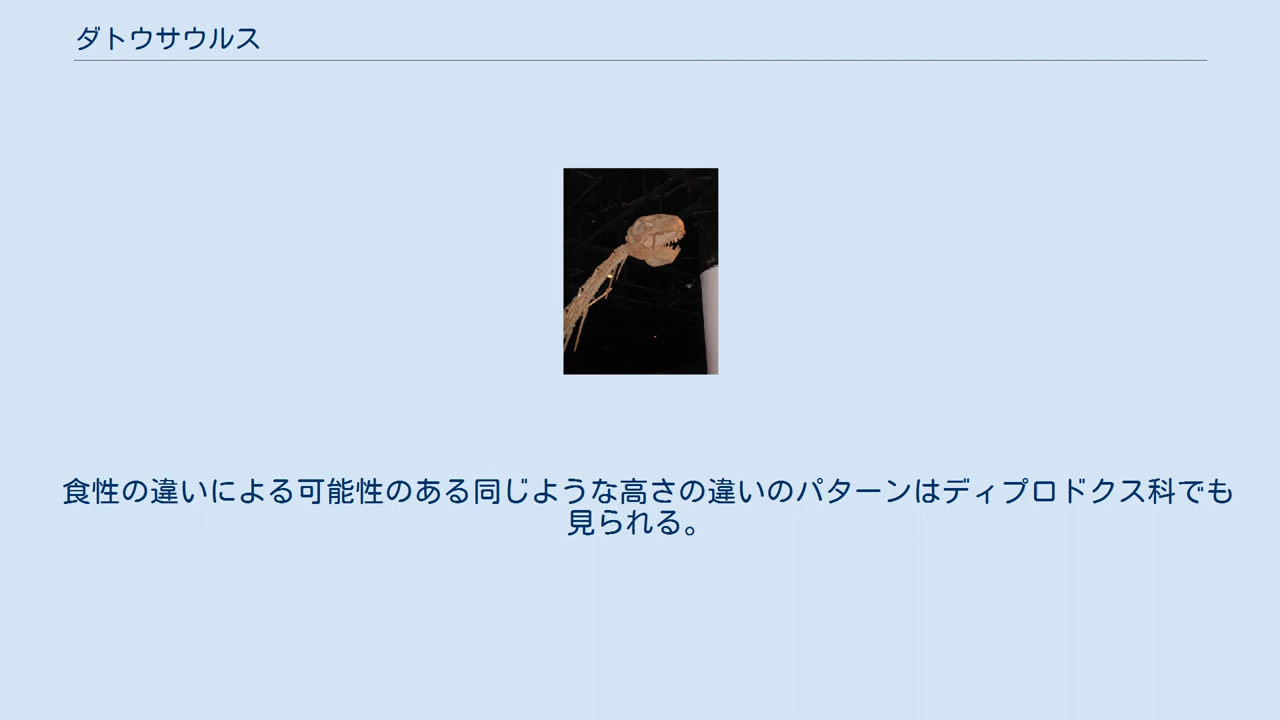 ダトウサウルス
食性の違いによる可能性のある同じような高さの違いのパターンはディプロドクス科でも
見られる。